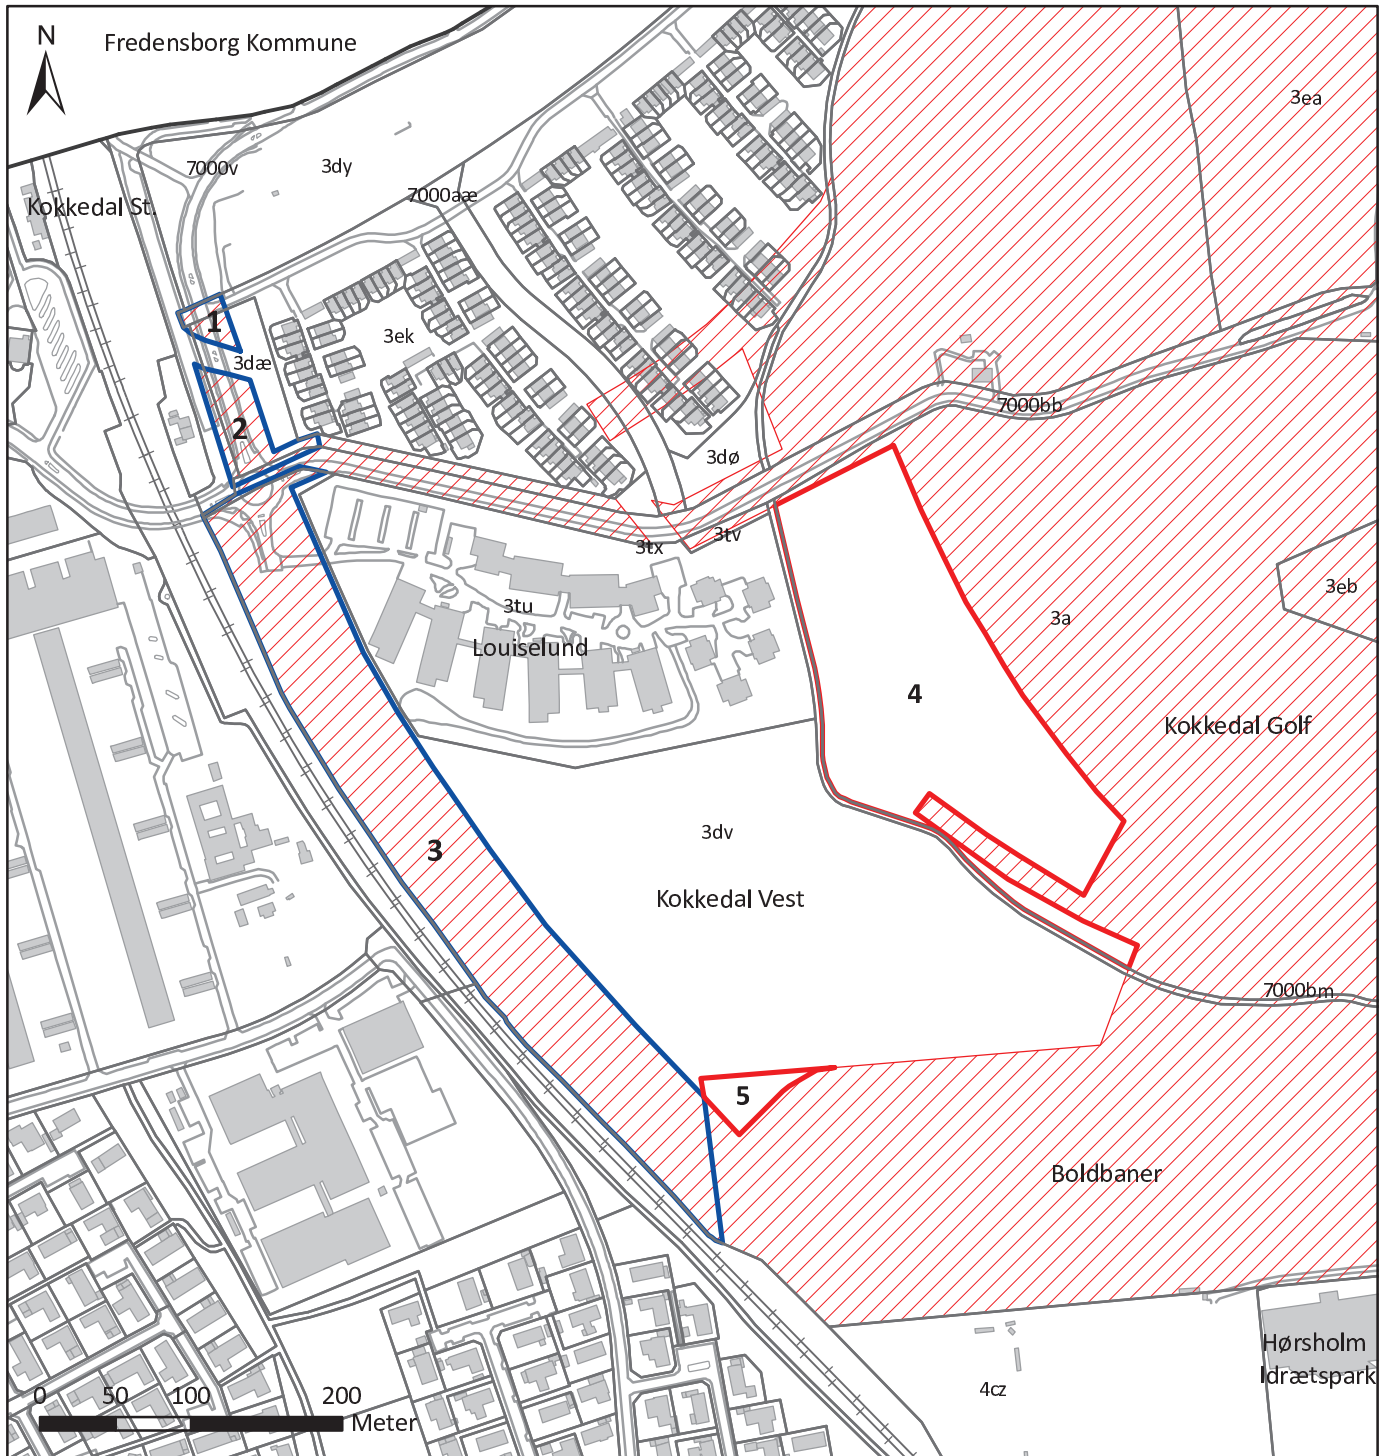 N
Fredensborg Kommune
3ea
7000v
3dy
7000aæ
Kokkedal St.
1
3ek
3dæ
7000bb
2
3dø
3tv
3tx
3eb
3tu
3a
Louiselund
4
Kokkedal Golf
3dv
3
Kokkedal Vest
7000bm
5
Boldbaner
Hørsholm
Idrætspark
4cz
0 50 100 200
Meter